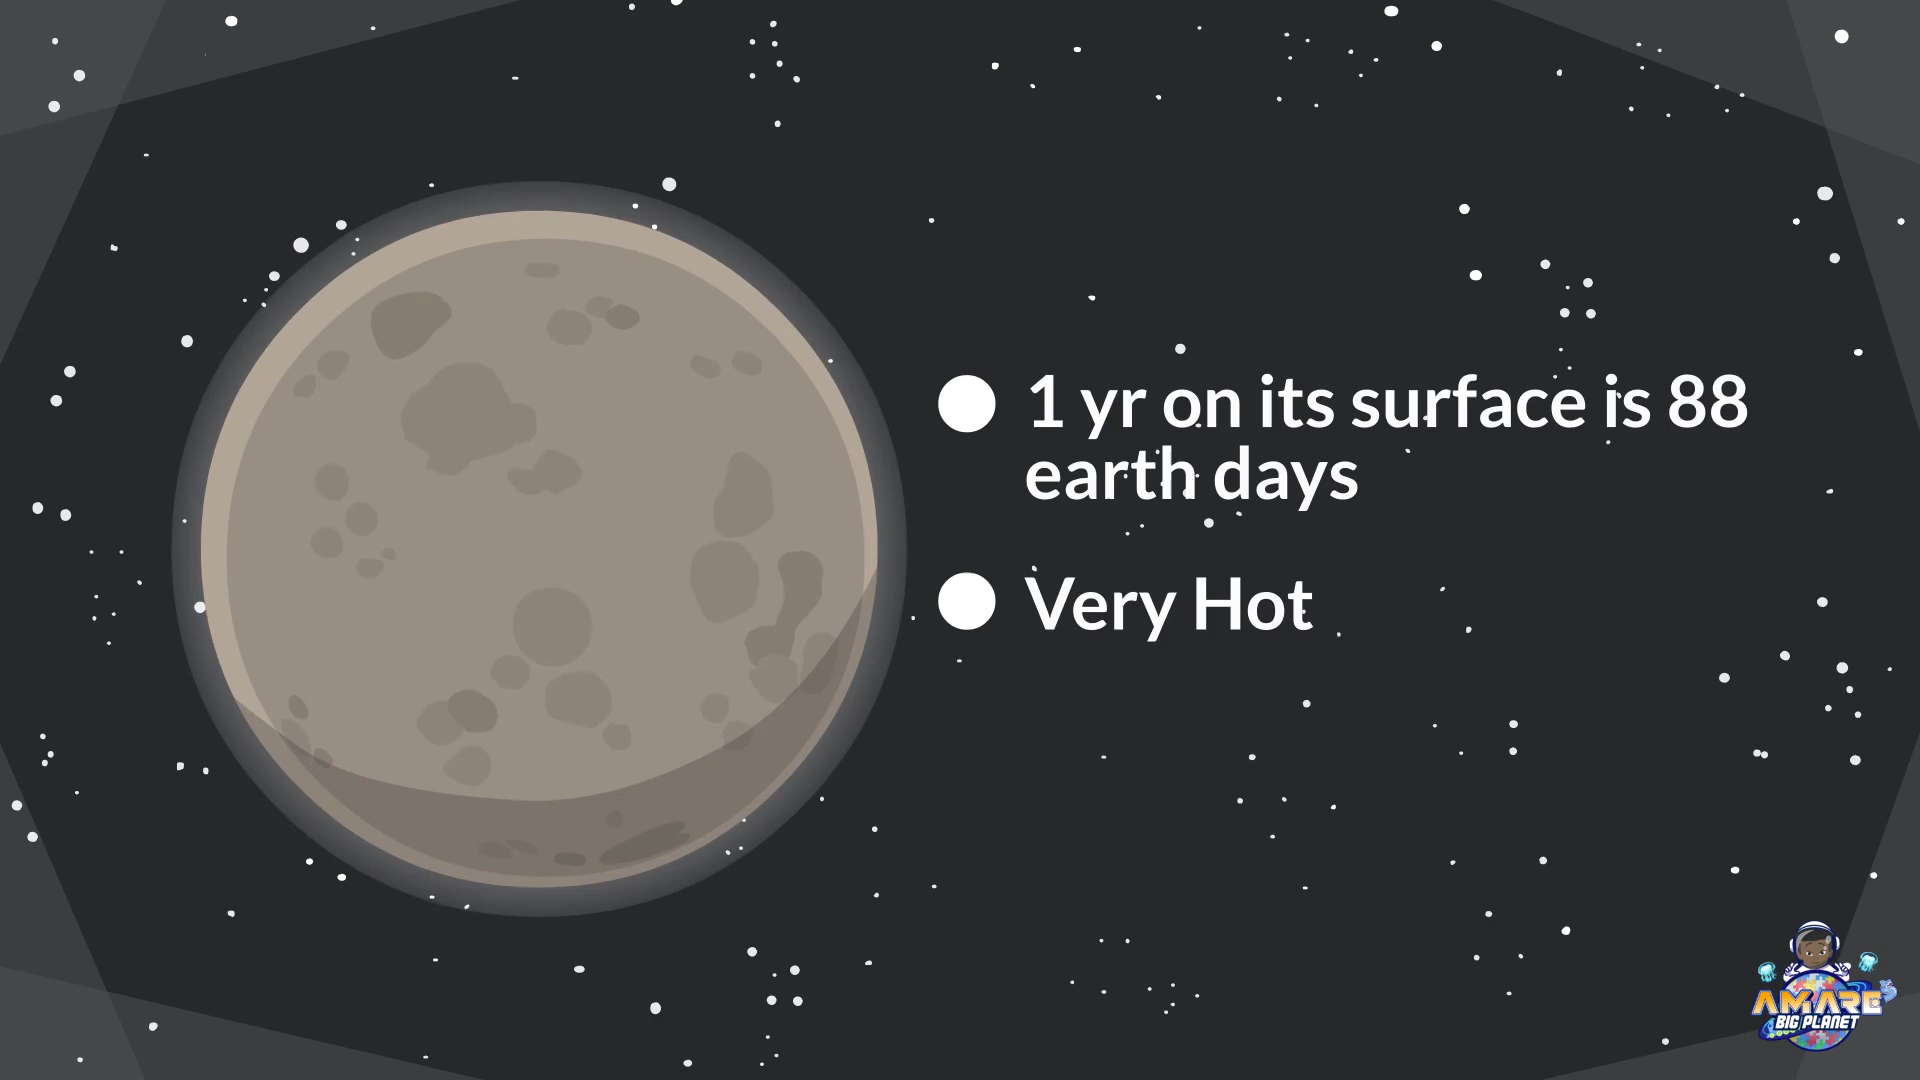 1 yr on its surface is 88
earth days
Very Hot
AMARE
BIG PLANET